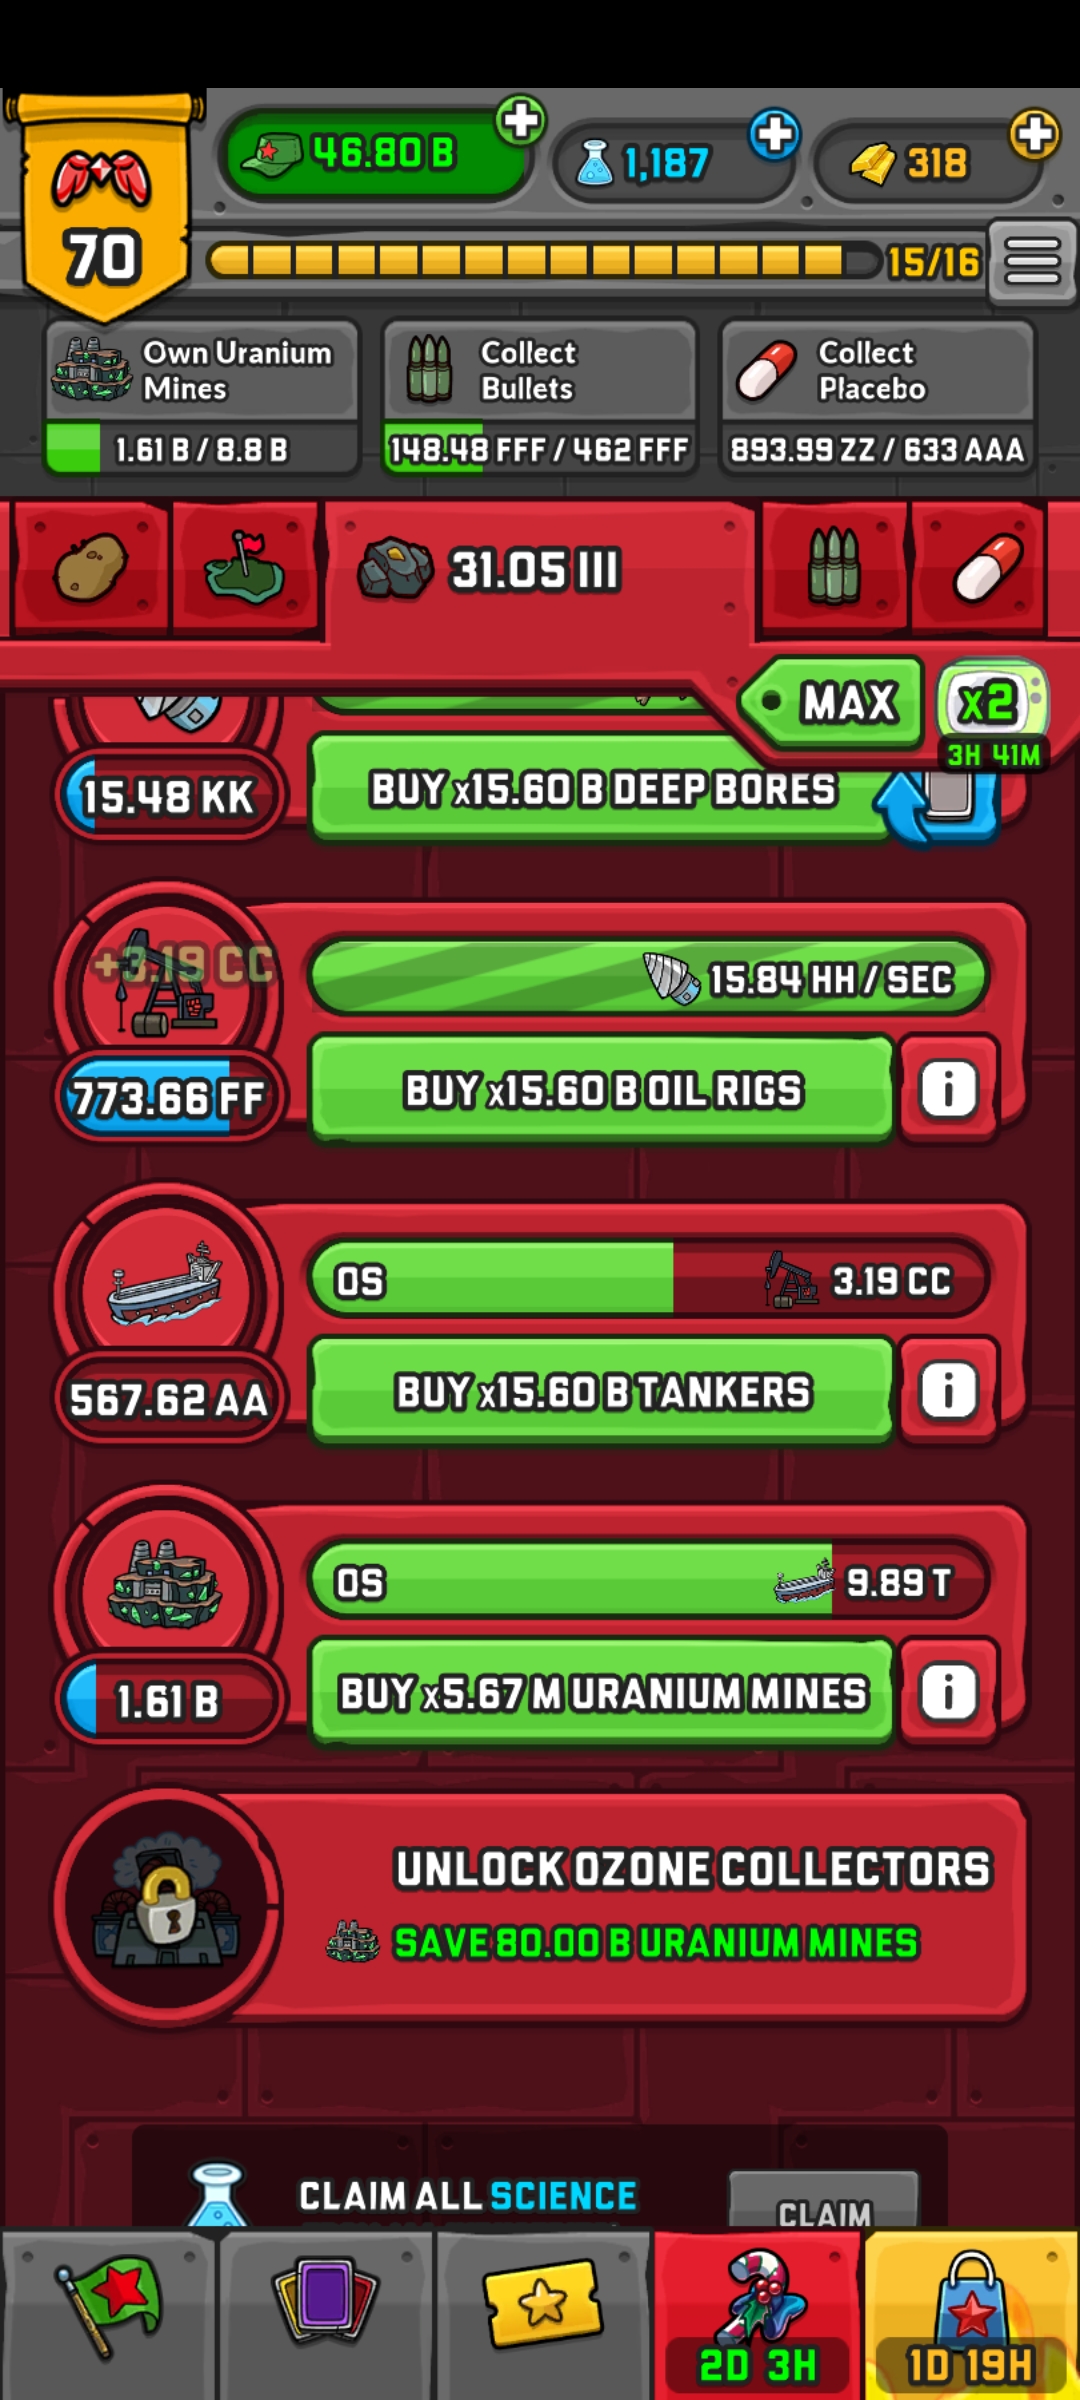 46.80 B
1,187
318
70
15/16
Own Uranium Mines
1.61 B / 8.8 B
Collect Bullets
148.48 FFF / 462 FFF
Collect Placebo
893.99 ZZ / 633 AAA
31.05 III
MAX
x2
3H 41M
15.48 KK
BUY x15.60 B DEEP BORES
+3.19 CC
15.84 HH / SEC
773.66 FF
BUY x15.60 B OIL RIGS
i
0S
3.19 CC
567.62 AA
BUY x15.60 B TANKERS
i
0S
9.89 T
1.61 B
BUY x5.67 M URANIUM MINES
i
UNLOCK OZONE COLLECTORS
SAVE 80.00 B URANIUM MINES
CLAIM ALL SCIENCE
CLAIM
2D 3H
1D 19H